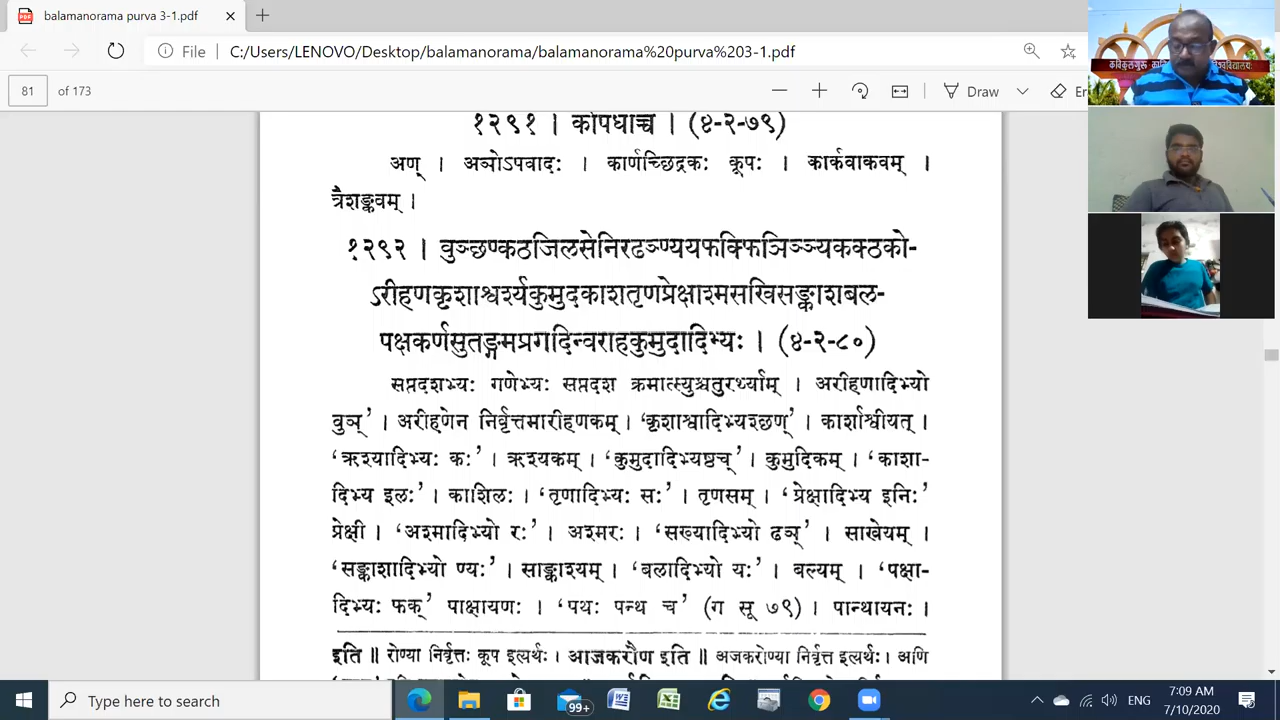 balamanorama purva 3-1.pdf
File C:/Users/LENOVO/Desktop/balamanorama/balamanorama%20purva%203-1.pdf
81 of 173 Draw Er
१२९१ । कोपधाच्च । (४-२-७९)
अण् । अञोऽपवादः । कार्णच्छिद्रकः कूपः । कार्कवाकवम् ।
त्रैशङ्कवम् ।
१२९२ । वुञ्छण्कठजिलसेनिरढञ्ण्ययफक्फिञिञ्ञ्यकक्ठको-
ऽरीहणकृशाश्वर्श्यकुमुदकाशतृणप्रेक्षाश्मसखिसङ्काशबल-
पक्षकर्णसुतङ्गमप्रगदिन्वराहकुमुदादिभ्यः । (४-२-८०)
सप्तदशभ्यः गणेभ्यः सप्तदश क्रमात्स्युश्चतुरर्थ्याम् । अरीहणादिभ्यो
वुञ्’ । अरीहणेन निर्वृत्तमारीहणकम् । ‘कृशाश्वादिभ्यश्छण्’ । कार्शाश्वीयत् ।
‘ऋश्यादिभ्यः कः’ । ऋश्यकम् । ‘कुमुदादिभ्यष्ठच्’ । कुमुदिकम् । ‘काशा-
दिभ्य इलः’ । काशिलः । ‘तृणादिभ्यः सः’ । तृणसम् । ‘प्रेक्षादिभ्य इनिः’
प्रेक्षी । ‘अश्मादिभ्यो रः’ । अश्मरः । ‘सख्यादिभ्यो ढञ्’ । साखेयम् ।
‘सङ्काशादिभ्यो ण्यः’ । साङ्काश्यम् । ‘बलादिभ्यो यः’ । बल्यम् । ‘पक्षा-
दिभ्यः फक्’ पाक्षायणः । ‘पथः पन्थ च’ (ग सू ७९) । पान्थायनः ।
इति ॥ रोण्या निर्वृत्तः कूप इत्यर्थः । आजकरौण इति ॥ अजकरोण्या निर्वृत्त इत्यर्थः । अणि
Type here to search
99+
ENG
7:09 AM
7/10/2020